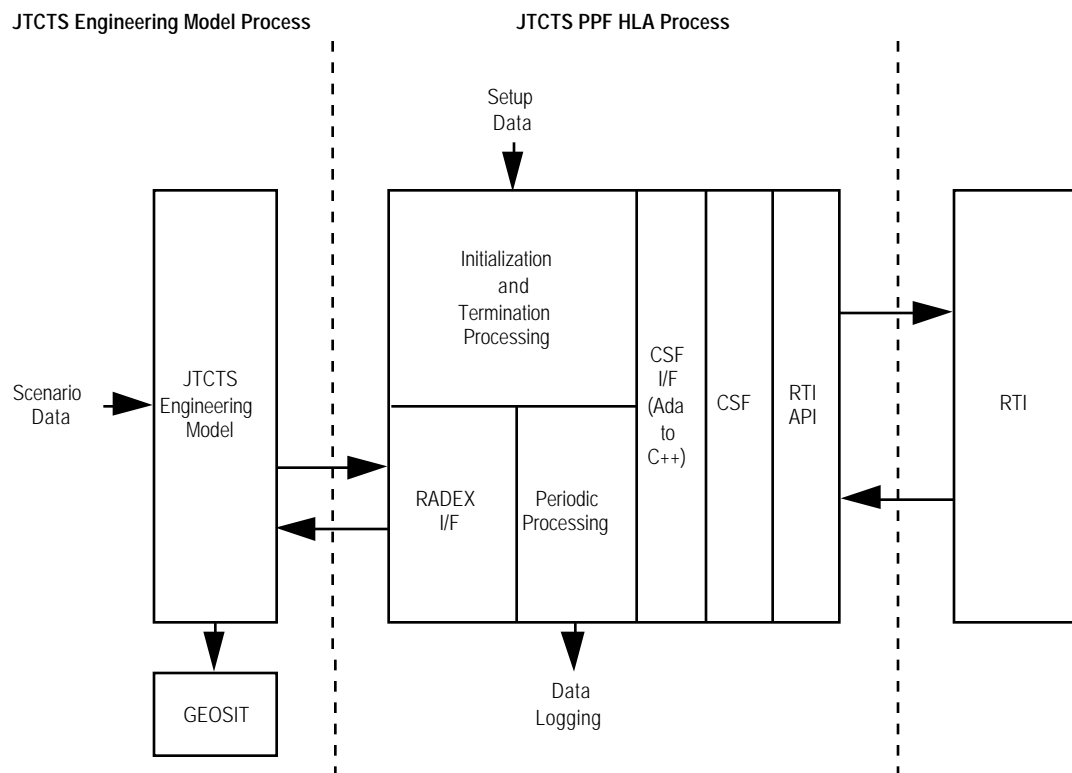 JTCTS Engineering Model Process
JTCTS PPF HLA Process
Setup
Data
Initialization
and
Termination
Processing
CSF
I/F
(Ada
to
C++)
CSF
RTI
API
RTI
Scenario
Data
JTCTS
Engineering
Model
RADEX
I/F
Periodic
Processing
GEOSIT
Data
Logging